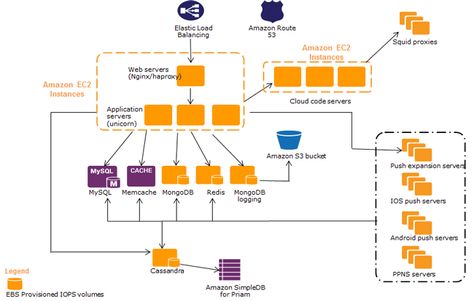 Elastic Load
Balancing
Amazon Route
53
Squid proxies
Amazon EC2
Instances
Web servers
(Nginx/haproxy)
Amazon EC2
Instances
Application
servers
(unicorn)
Cloud code servers
Amazon S3 bucket
Push expansion servers
MySQL
M
CACHE
MySQL
Memcache
MongoDB
Redis
MongoDB
logging
IOS push servers
Android push servers
PPNS servers
Cassandra
Amazon SimpleDB
for Priam
Legend
EBS Provisioned IOPS volumes